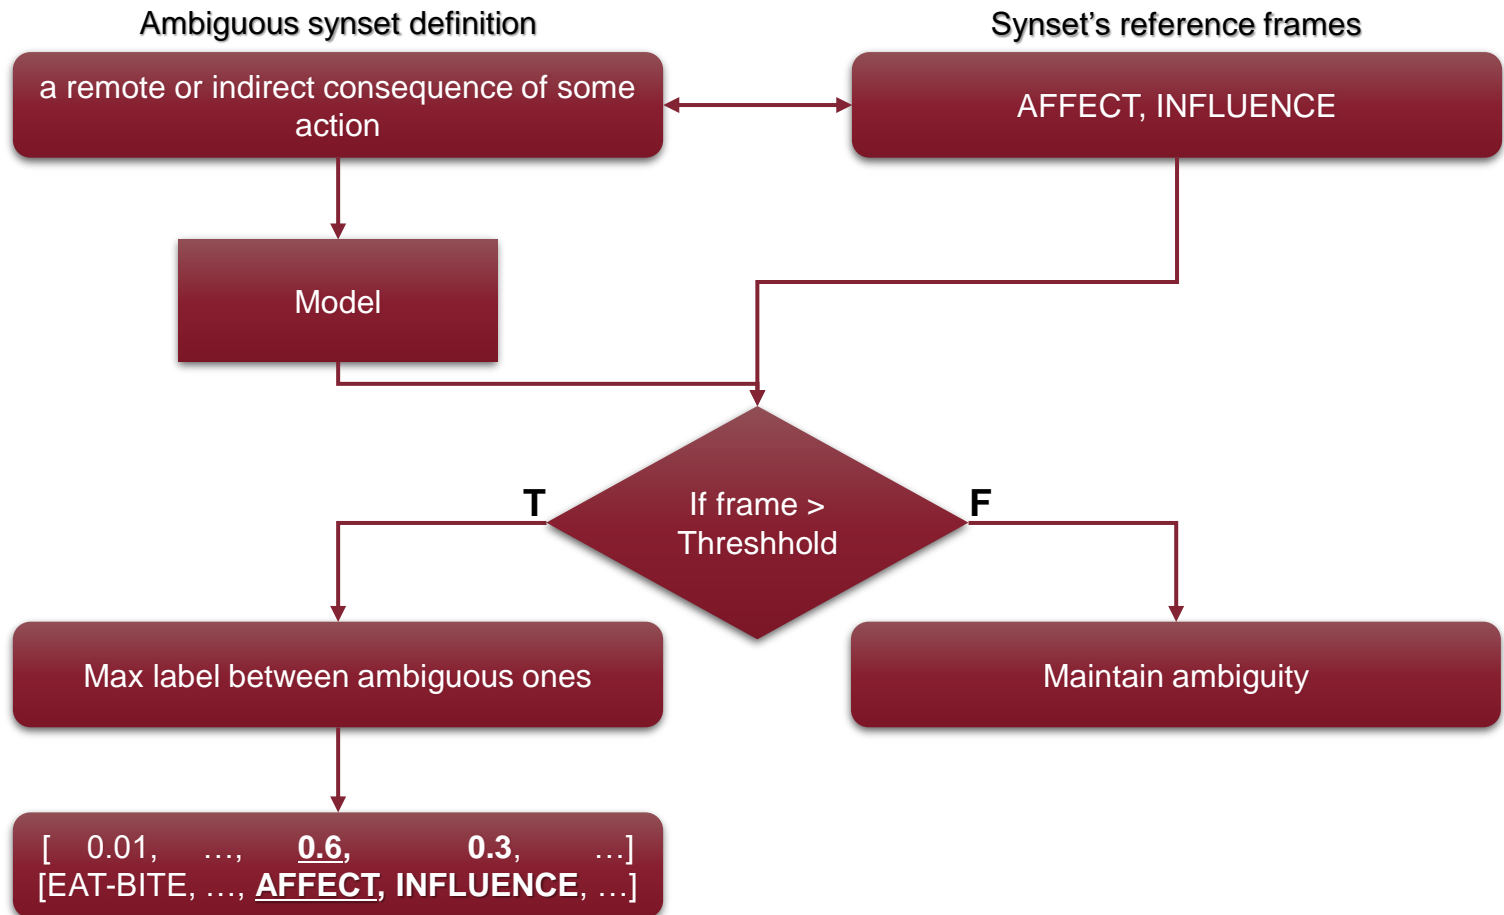 Ambiguous synset definition
Synset's reference frames
a remote or indirect consequence of some
action
AFFECT, INFLUENCE
Model
T
If frame >
Threshhold
F
Max label between ambiguous ones
Maintain ambiguity
[ 0.01, …, 0.6, 0.3, …]
[EAT-BITE, …, AFFECT, INFLUENCE, …]